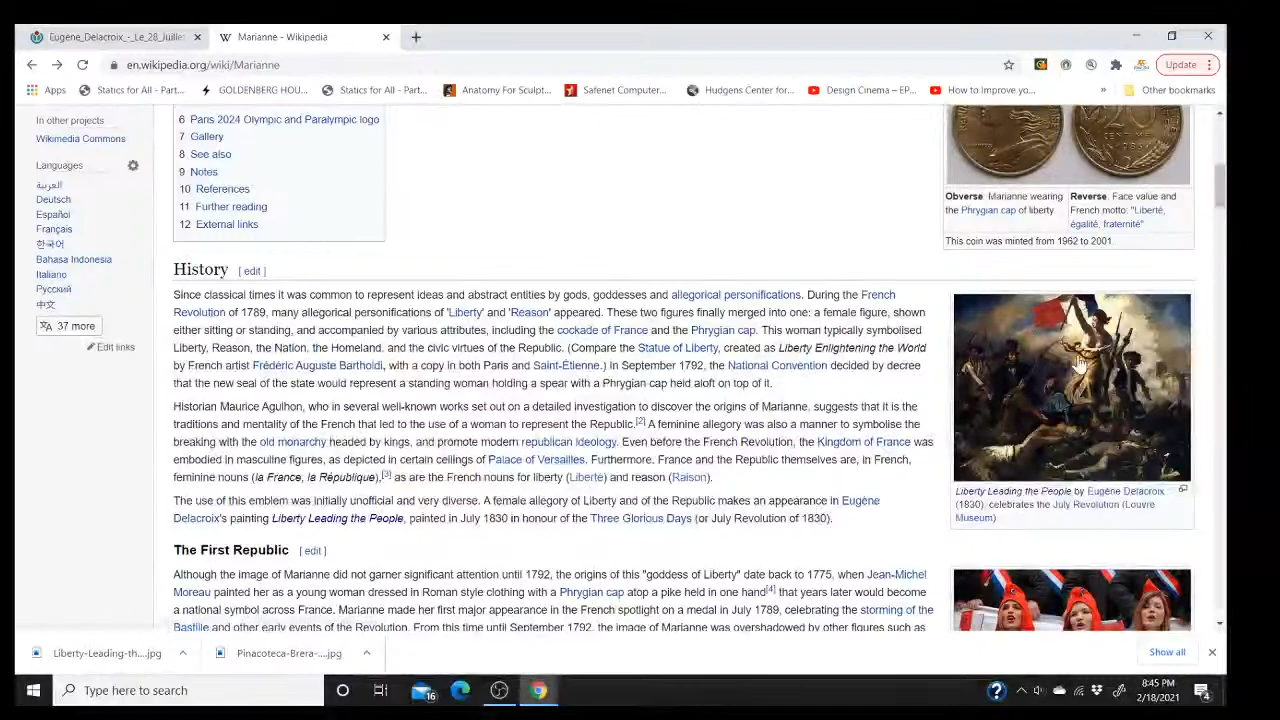 Eugène_Delacroix_-_Le_28_Juille
Marianne - Wikipedia
en.wikipedia.org/wiki/Marianne
Update
Apps
Statics for All - Part...
GOLDENBERG HOU...
Statics for All - Part...
Anatomy For Sculpt...
Safenet Computer...
Hudgens Center for...
Design Cinema – EP...
How to Improve yo...
»
Other bookmarks
In other projects
Wikimedia Commons
Languages
العربية
Deutsch
Español
Français
한국어
Bahasa Indonesia
Italiano
Русский
中文
37 more
Edit links
6 Paris 2024 Olympic and Paralympic logo
7 Gallery
8 See also
9 Notes
10 References
11 Further reading
12 External links
History [ edit ]
Since classical times it was common to represent ideas and abstract entities by gods, goddesses and allegorical personifications. During the French
Revolution of 1789, many allegorical personifications of 'Liberty' and 'Reason' appeared. These two figures finally merged into one: a female figure, shown
either sitting or standing, and accompanied by various attributes, including the cockade of France and the Phrygian cap. This woman typically symbolised
Liberty, Reason, the Nation, the Homeland, and the civic virtues of the Republic. (Compare the Statue of Liberty, created as Liberty Enlightening the World
by French artist Frédéric Auguste Bartholdi, with a copy in both Paris and Saint-Étienne.) In September 1792, the National Convention decided by decree
that the new seal of the state would represent a standing woman holding a spear with a Phrygian cap held aloft on top of it.
Historian Maurice Agulhon, who in several well-known works set out on a detailed investigation to discover the origins of Marianne, suggests that it is the
traditions and mentality of the French that led to the use of a woman to represent the Republic.[2] A feminine allegory was also a manner to symbolise the
breaking with the old monarchy headed by kings, and promote modern republican ideology. Even before the French Revolution, the Kingdom of France was
embodied in masculine figures, as depicted in certain ceilings of Palace of Versailles. Furthermore, France and the Republic themselves are, in French,
feminine nouns (la France, la République),[3] as are the French nouns for liberty (Liberté) and reason (Raison).
The use of this emblem was initially unofficial and very diverse. A female allegory of Liberty and of the Republic makes an appearance in Eugène
Delacroix's painting Liberty Leading the People, painted in July 1830 in honour of the Three Glorious Days (or July Revolution of 1830).
The First Republic [ edit ]
Although the image of Marianne did not garner significant attention until 1792, the origins of this "goddess of Liberty" date back to 1775, when Jean-Michel
Moreau painted her as a young woman dressed in Roman style clothing with a Phrygian cap atop a pike held in one hand[4] that years later would become
a national symbol across France. Marianne made her first major appearance in the French spotlight on a medal in July 1789, celebrating the storming of the
Bastille and other early events of the Revolution. From this time until September 1792, the image of Marianne was overshadowed by other figures such as
20
CENTIMES
Obverse: Marianne wearing
the Phrygian cap of liberty
Reverse: Face value and
French motto: "Liberté,
égalité, fraternité"
This coin was minted from 1962 to 2001.
Liberty Leading the People by Eugène Delacroix
(1830), celebrates the July Revolution (Louvre
Museum)
Liberty-Leading-th....jpg
Pinacoteca-Brera-....jpg
Show all
Type here to search
16
8:45 PM
2/18/2021
4